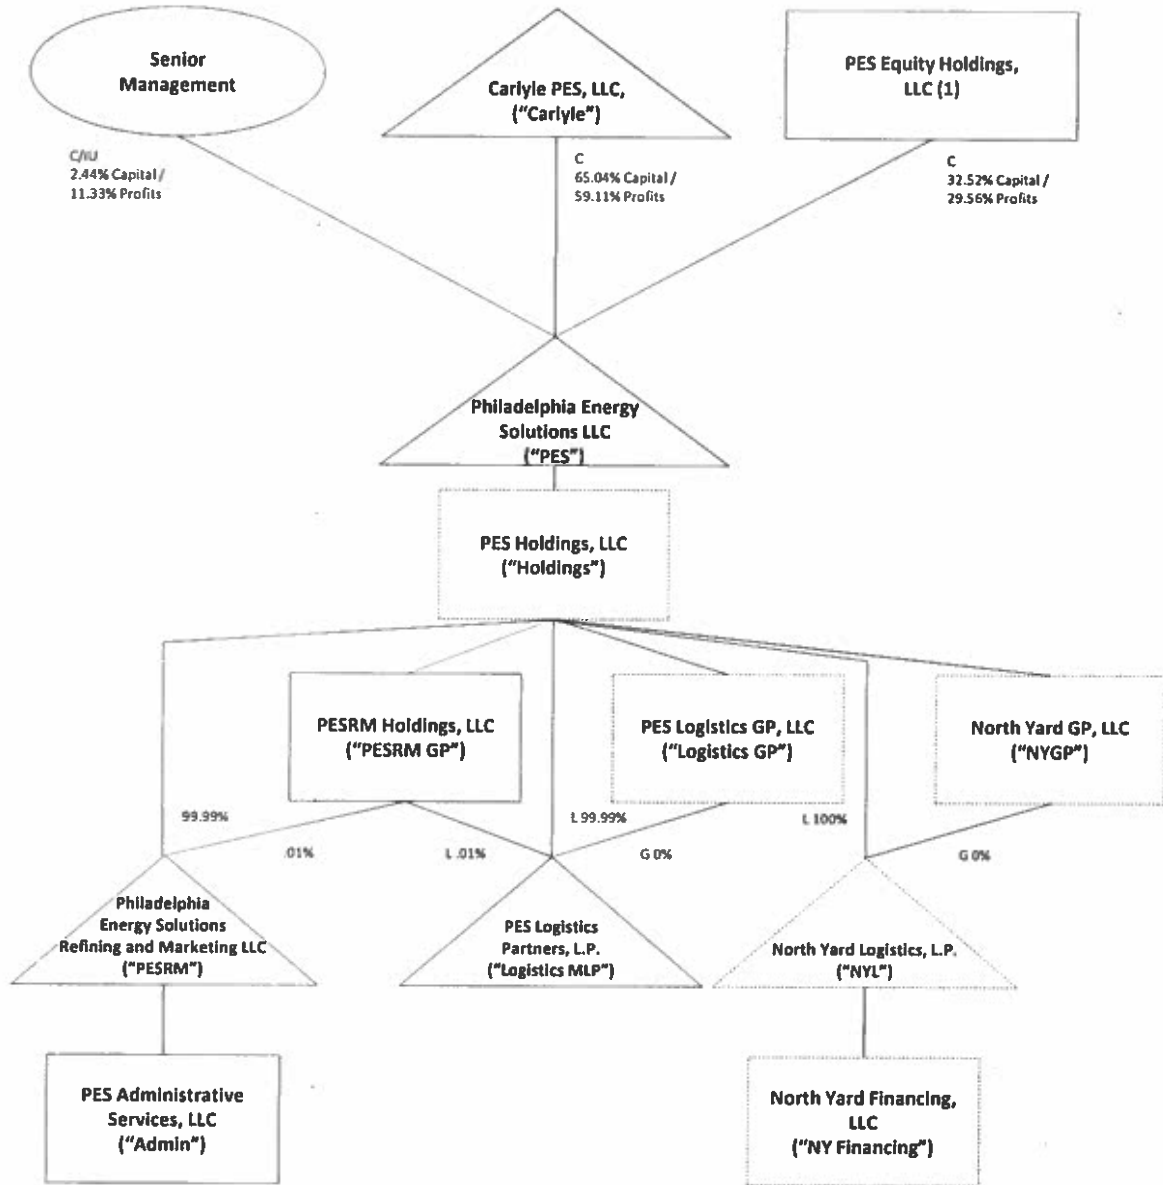 Senior
Management
Carlyle PES, LLC,
("Carlyle")
PES Equity Holdings,
LLC (1)
C/IU
2.44% Capital /
11.33% Profits
C
65.04% Capital /
59.11% Profits
C
32.52% Capital /
29.56% Profits
Philadelphia Energy
Solutions LLC
("PES")
PES Holdings, LLC
("Holdings")
PESRM Holdings, LLC
("PESRM GP")
PES Logistics GP, LLC
("Logistics GP")
North Yard GP, LLC
("NYGP")
99.99%
.01%
L .01%
L 99.99%
G 0%
L 100%
G 0%
Philadelphia
Energy Solutions
Refining and Marketing LLC
("PESRM")
PES Logistics
Partners, L.P.
("Logistics MLP")
North Yard Logistics, L.P.
("NYL")
PES Administrative
Services, LLC
("Admin")
North Yard Financing,
LLC
("NY Financing")